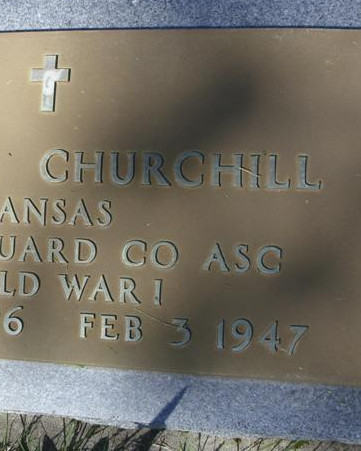 CHURCHILL
ANSAS
UARD CO ASC
LD WAR I
6 FEB 3 1947